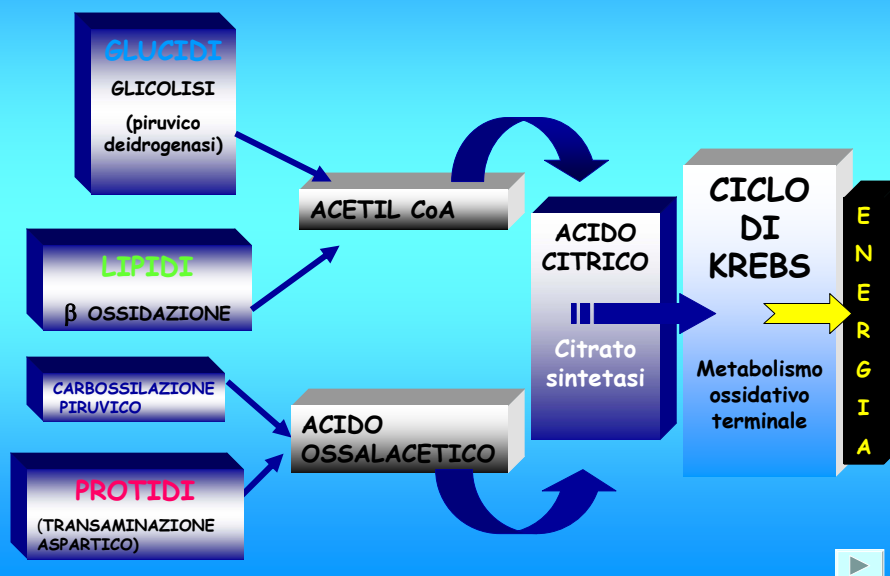 GLUCIDI
GLICOLISI
(piruvico
deidrogenasi)
LIPIDI
β OSSIDAZIONE
CARBOSSILAZIONE
PIRUVICO
PROTIDI
(TRANSAMINAZIONE
ASPARTICO)
ACETIL CoA
ACIDO
OSSALACETICO
ACIDO
CITRICO
Citrato
sintetasi
CICLO
DI
KREBS
Metabolismo
ossidativo
terminale
E
N
E
R
G
I
A